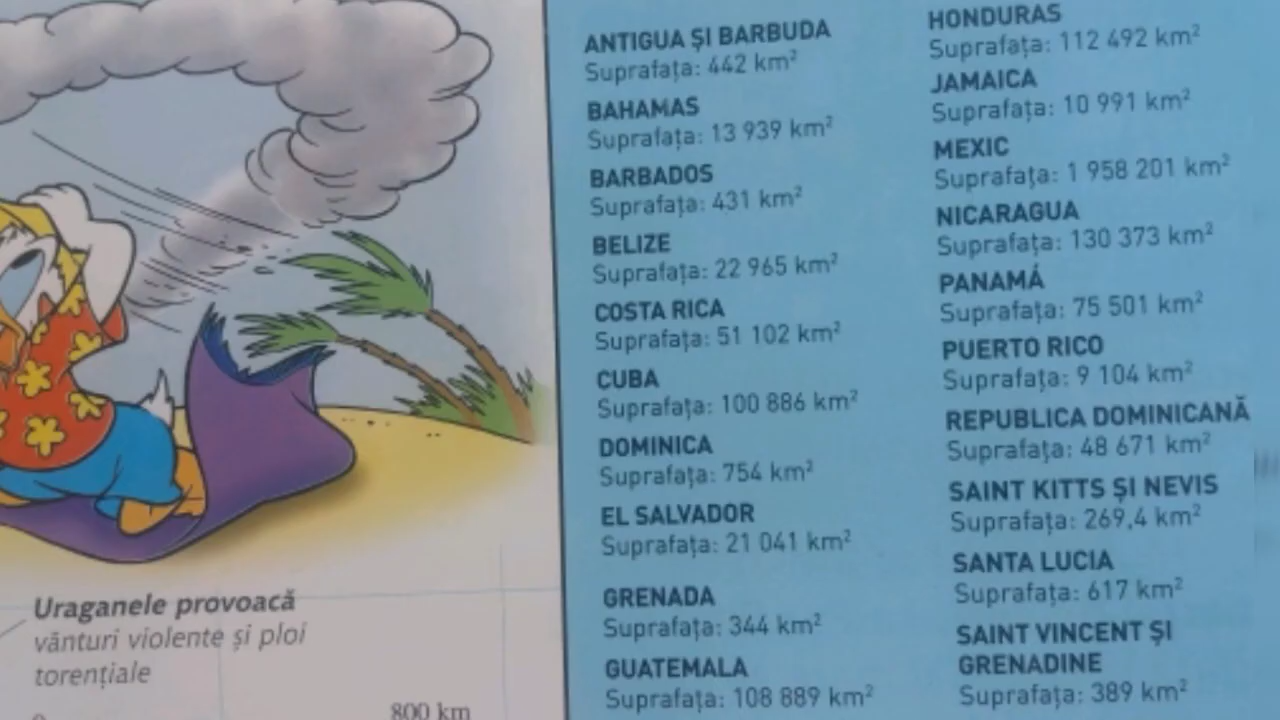 ANTIGUA ȘI BARBUDA
Suprafața: 442 km²
BAHAMAS
Suprafața: 13 939 km²
BARBADOS
Suprafața: 431 km²
BELIZE
Suprafața: 22 965 km²
COSTA RICA
Suprafața: 51 102 km²
CUBA
Suprafața: 100 886 km²
DOMINICA
Suprafața: 754 km²
EL SALVADOR
Suprafața: 21 041 km²
GRENADA
Suprafața: 344 km²
GUATEMALA
Suprafața: 108 889 km²
HONDURAS
Suprafața: 112 492 km²
JAMAICA
Suprafața: 10 991 km²
MEXIC
Suprafața: 1 958 201 km²
NICARAGUA
Suprafața: 130 373 km²
PANAMÁ
Suprafața: 75 501 km²
PUERTO RICO
Suprafața: 9 104 km²
REPUBLICA DOMINICANĂ
Suprafața: 48 671 km²
SAINT KITTS ȘI NEVIS
Suprafața: 269,4 km²
SANTA LUCIA
Suprafața: 617 km²
SAINT VINCENT ȘI
GRENADINE
Suprafața: 389 km²
Uraganele provoacă
vânturi violente și ploi
torențiale
800 km